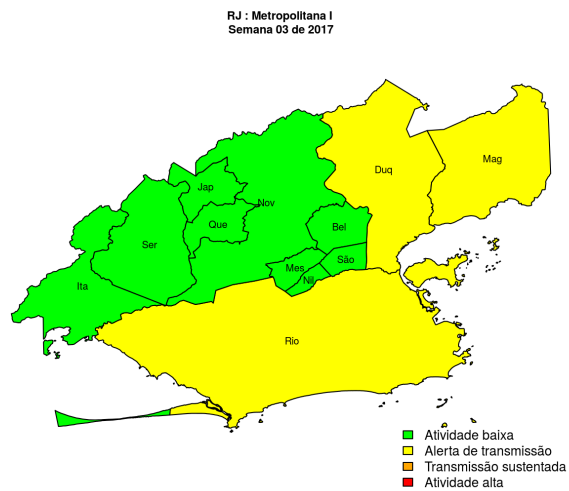 RJ : Metropolitana I
Semana 03 de 2017
Duq
Mag
Jap
Nov
Que
Bel
Ser
São
Mes
Nil
Ita
Rio
Atividade baixa
Alerta de transmissão
Transmissão sustentada
Atividade alta